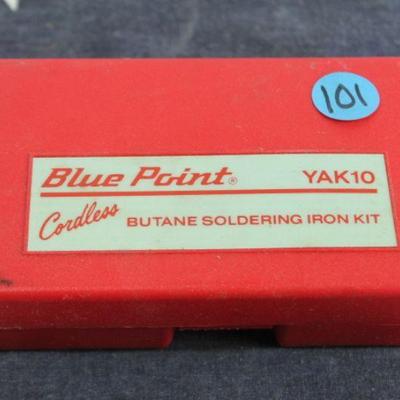 101
Blue Point® YAK10
Cordless BUTANE SOLDERING IRON KIT